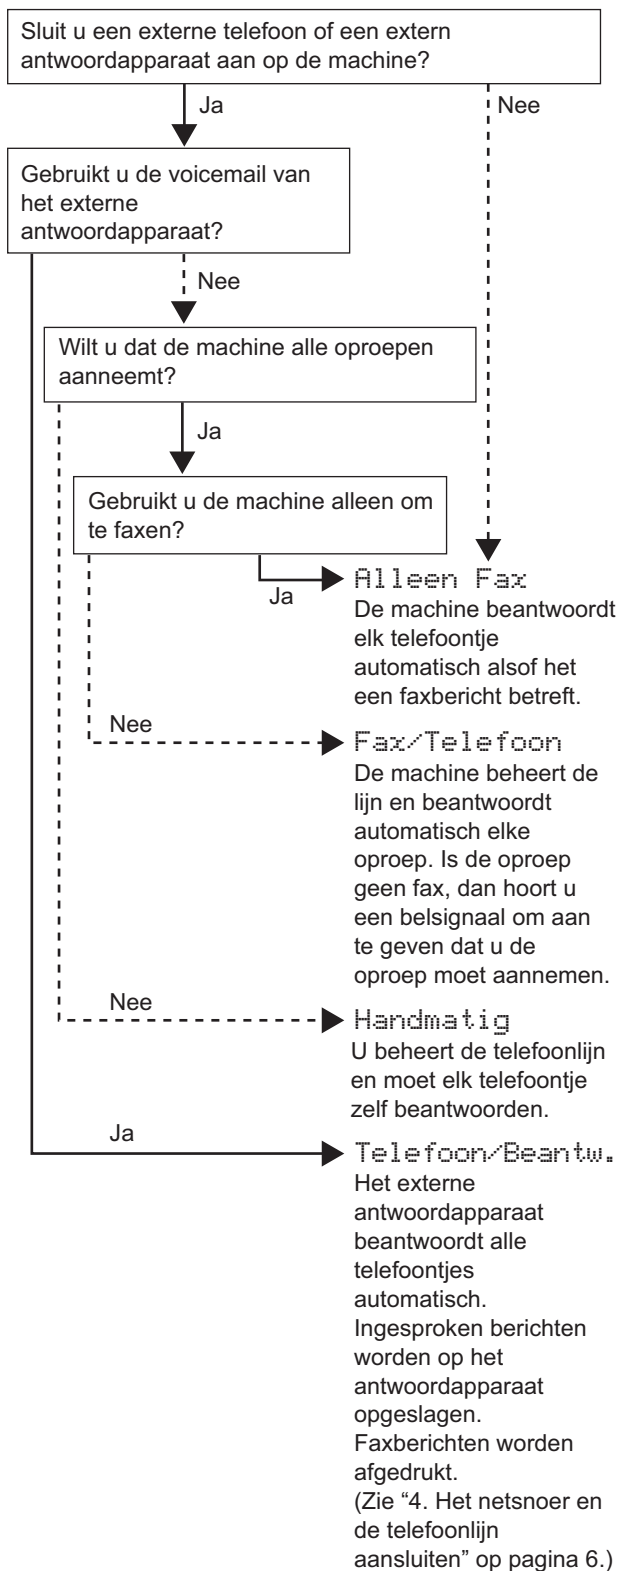 Sluit u een externe telefoon of een extern
antwoordapparaat aan op de machine?
Ja
Nee
Gebruikt u de voicemail van
het externe
antwoordapparaat?
Nee
Wilt u dat de machine alle oproepen
aanneemt?
Ja
Gebruikt u de machine alleen om
te faxen?
Ja
Alleen Fax
De machine beantwoordt
elk telefoontje
automatisch alsof het
een faxbericht betreft.
Nee
Fax/Telefoon
De machine beheert de
lijn en beantwoordt
automatisch elke
oproep. Is de oproep
geen fax, dan hoort u
een belsignaal om aan
te geven dat u de
oproep moet aannemen.
Nee
Handmatig
U beheert de telefoonlijn
en moet elk telefoontje
zelf beantwoorden.
Ja
Telefoon/Beantw.
Het externe
antwoordapparaat
beantwoordt alle
telefoontjes
automatisch.
Ingesproken berichten
worden op het
antwoordapparaat
opgeslagen.
Faxberichten worden
afgedrukt.
(Zie “4. Het netsnoer en
de telefoonlijn
aansluiten” op pagina 6.)